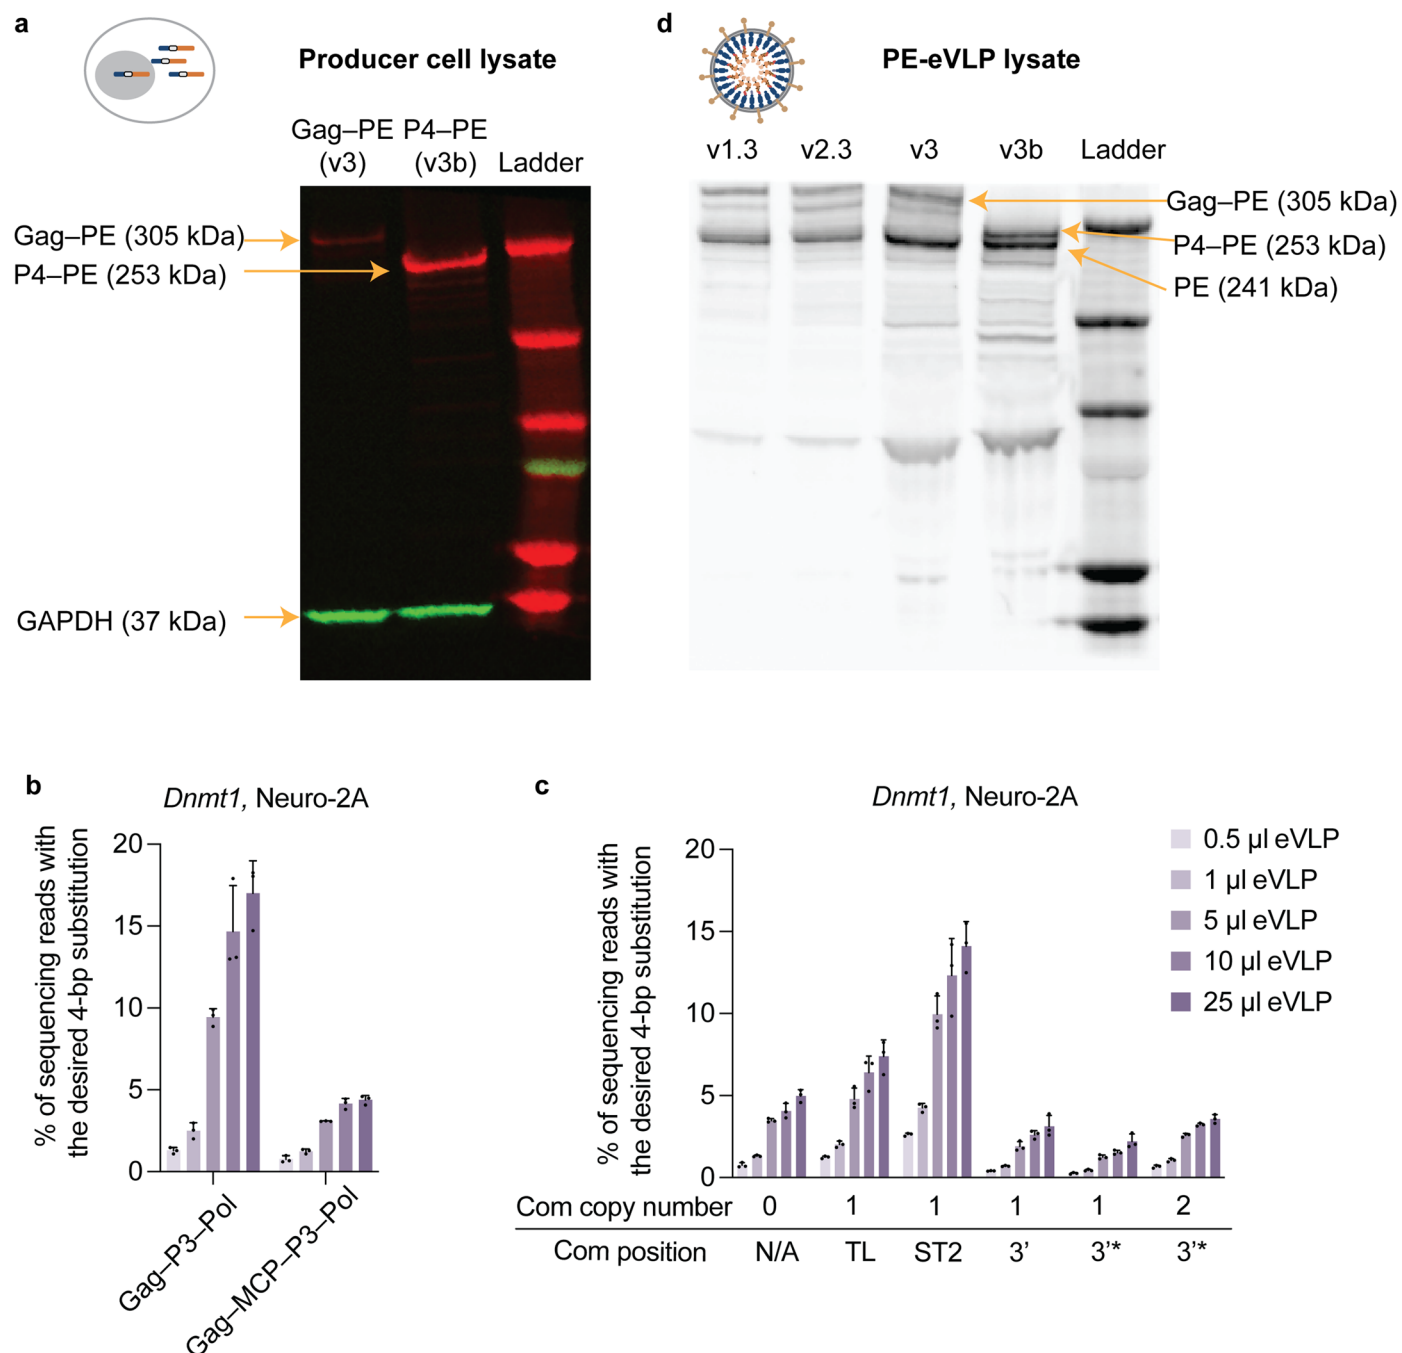 a
Producer cell lysate
Gag–PE P4–PE
(v3) (v3b) Ladder
Gag–PE (305 kDa)
P4–PE (253 kDa)
GAPDH (37 kDa)
d
PE-eVLP lysate
v1.3 v2.3 v3 v3b Ladder
Gag–PE (305 kDa)
P4–PE (253 kDa)
PE (241 kDa)
b
Dnmt1, Neuro-2A
% of sequencing reads with
the desired 4-bp substitution
20
15
10
5
0
Gag–P3–Pol
Gag–MCP–P3–Pol
c
Dnmt1, Neuro-2A
% of sequencing reads with
the desired 4-bp substitution
20
15
10
5
0
Com copy number 0 1 1 1 1 2
Com position N/A TL ST2 3’ 3’* 3’*
0.5 µl eVLP
1 µl eVLP
5 µl eVLP
10 µl eVLP
25 µl eVLP